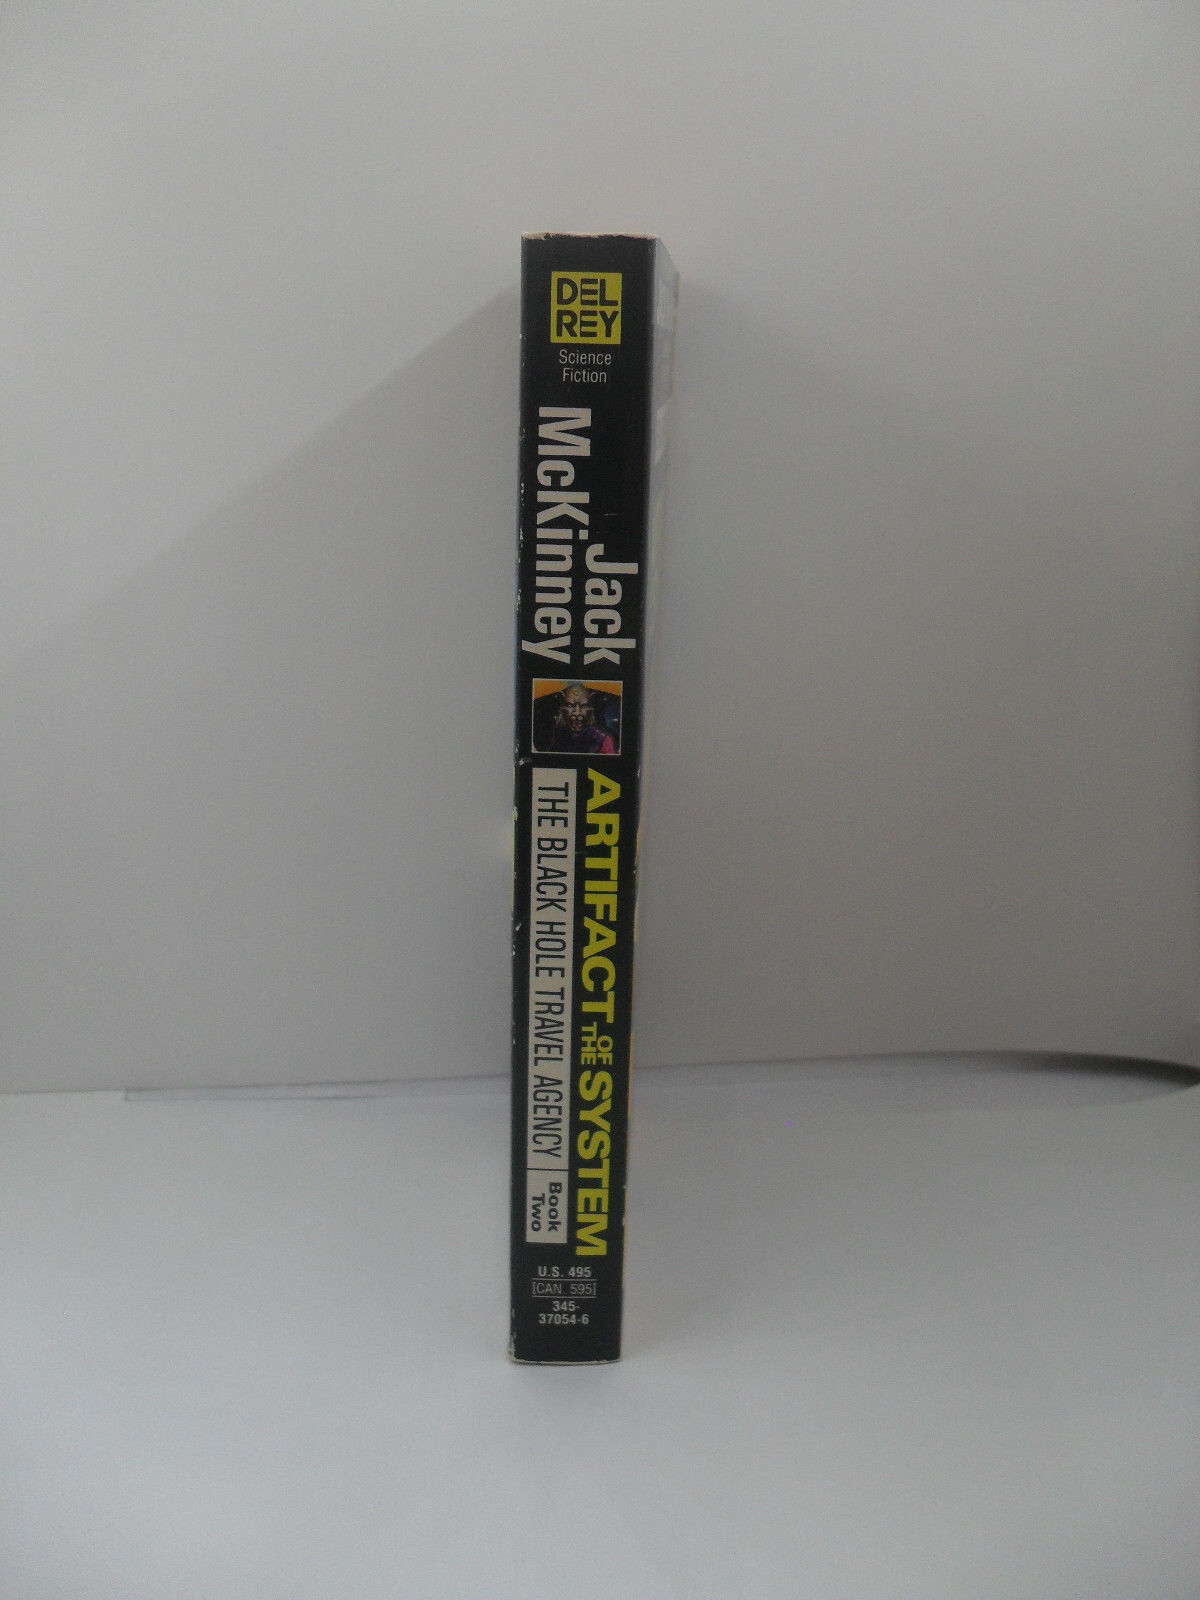 DEL
REY
Science
Fiction
Jack
McKinney
ARTIFACT OF THE SYSTEM
THE BLACK HOLE TRAVEL AGENCY
Book
Two
U.S. 495
[CAN 595]
345-
37054-6